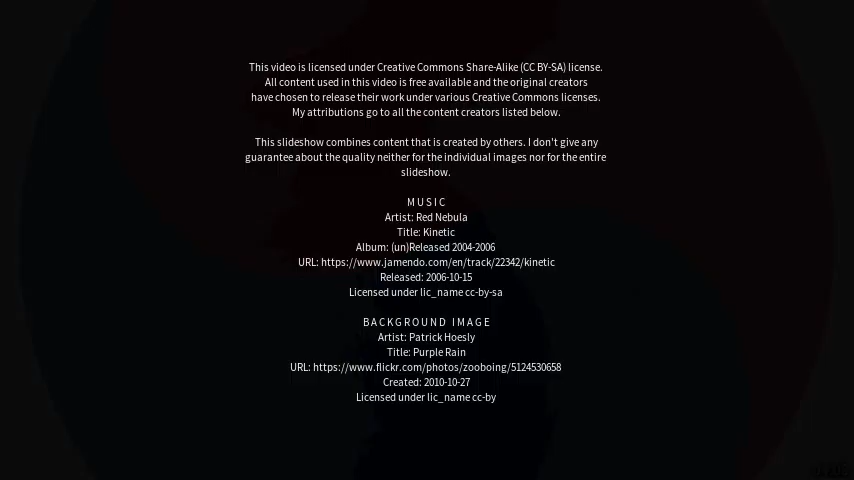 This video is licensed under Creative Commons Share-Alike (CC BY-SA) license.
All content used in this video is free available and the original creators
have chosen to release their work under various Creative Commons licenses.
My attributions go to all the content creators listed below.
This slideshow combines content that is created by others. I don't give any
guarantee about the quality neither for the individual images nor for the entire
slideshow.
MUSIC
Artist: Red Nebula
Title: Kinetic
Album: (un)Released 2004-2006
URL: https://www.jamendo.com/en/track/22342/kinetic
Released: 2006-10-15
Licensed under lic_name cc-by-sa
BACKGROUND IMAGE
Artist: Patrick Hoesly
Title: Purple Rain
URL: https://www.flickr.com/photos/zooboing/5124530658
Created: 2010-10-27
Licensed under lic_name cc-by